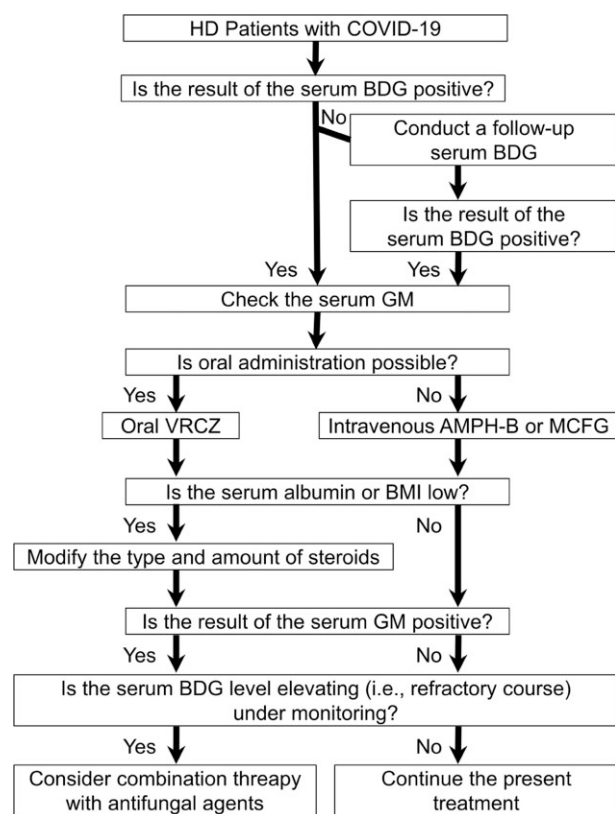 HD Patients with COVID-19
Is the result of the serum BDG positive?
No
Conduct a follow-up
serum BDG
Is the result of the
serum BDG positive?
Yes
Yes
Check the serum GM
Is oral administration possible?
Yes
No
Oral VRCZ
Intravenous AMPH-B or MCFG
Is the serum albumin or BMI low?
Yes
No
Modify the type and amount of steroids
Is the result of the serum GM positive?
Yes
No
Is the serum BDG level elevating (i.e., refractory course)
under monitoring?
Yes
No
Consider combination threapy
with antifungal agents
Continue the present
treatment